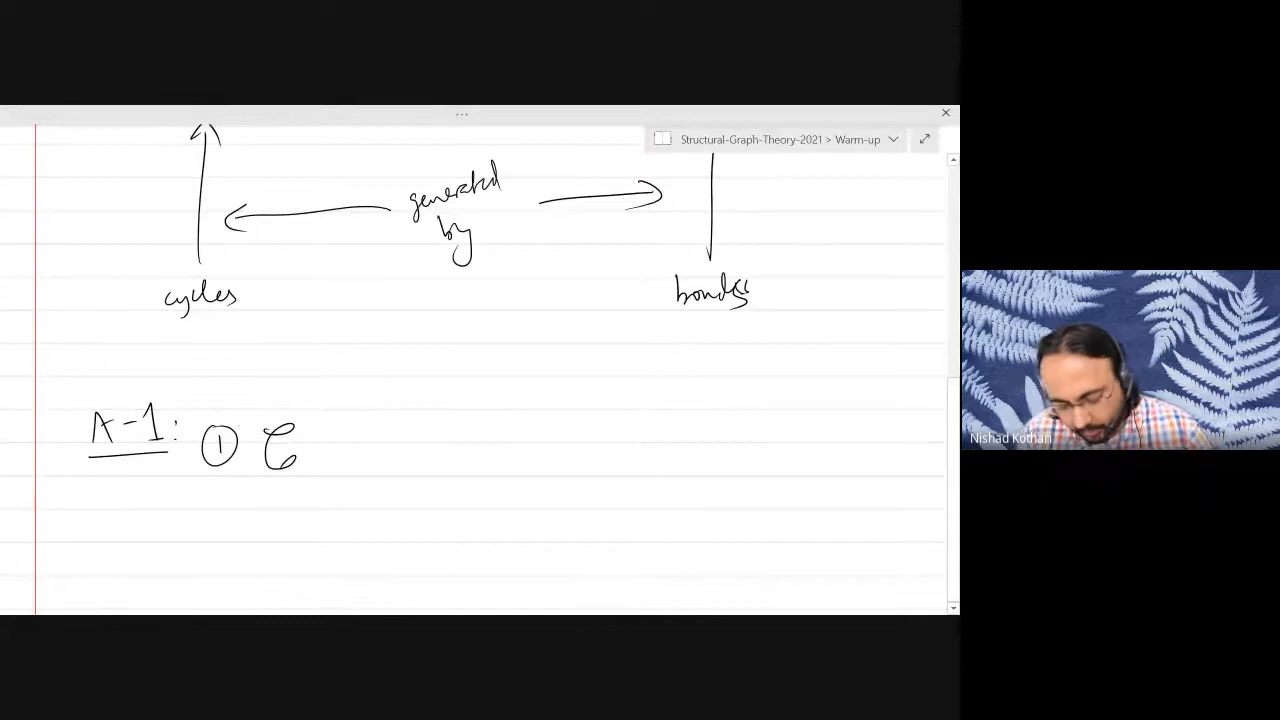 Structural-Graph-Theory-2021 > Warm-up
generated
by
cycles
bonds
A-1: ① C
Nishad Kothari